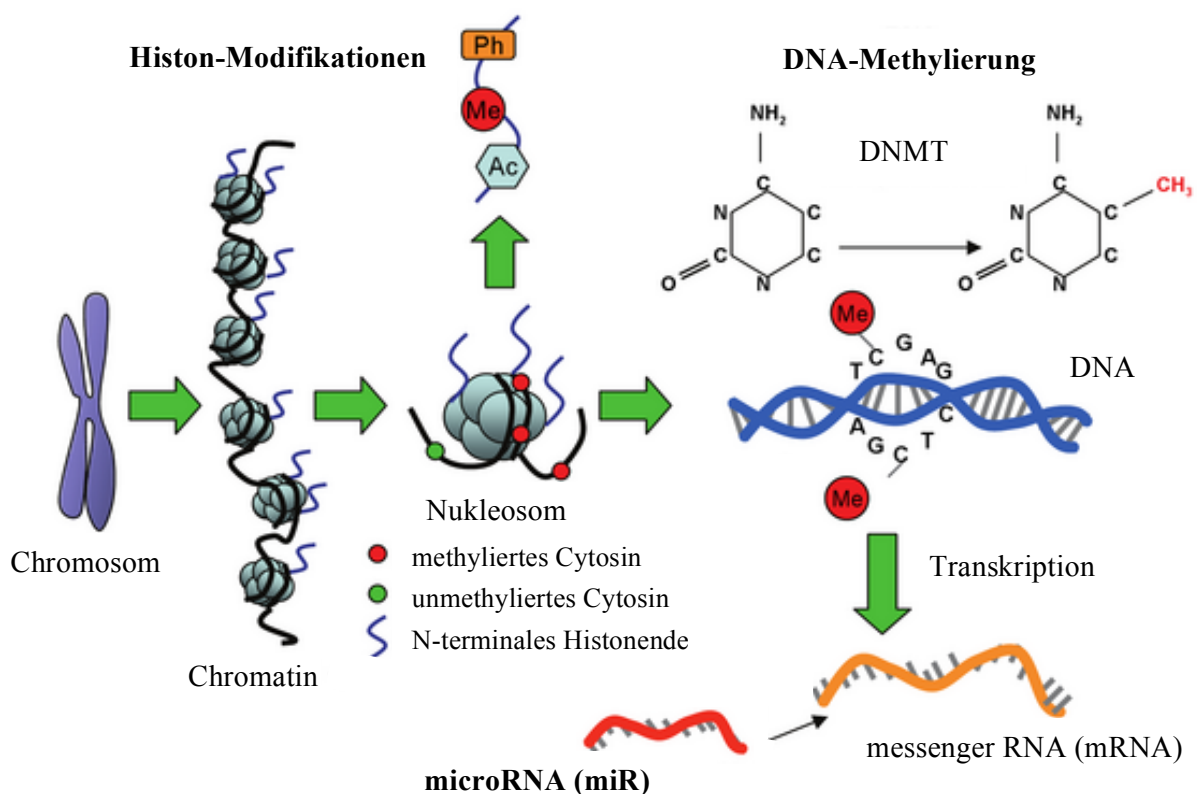 Histon-Modifikationen
Ph
Me
Ac
DNA-Methylierung
NH2
DNMT
NH2
C
N
C
C
C
O
N
C
CH3
N
C
C
C
O
N
Me
T C G A G
DNA
A G C T C
Me
Chromosom
Chromatin
Nukleosom
methyliertes Cytosin
unmethyliertes Cytosin
N-terminales Histonende
Transkription
messenger RNA (mRNA)
microRNA (miR)